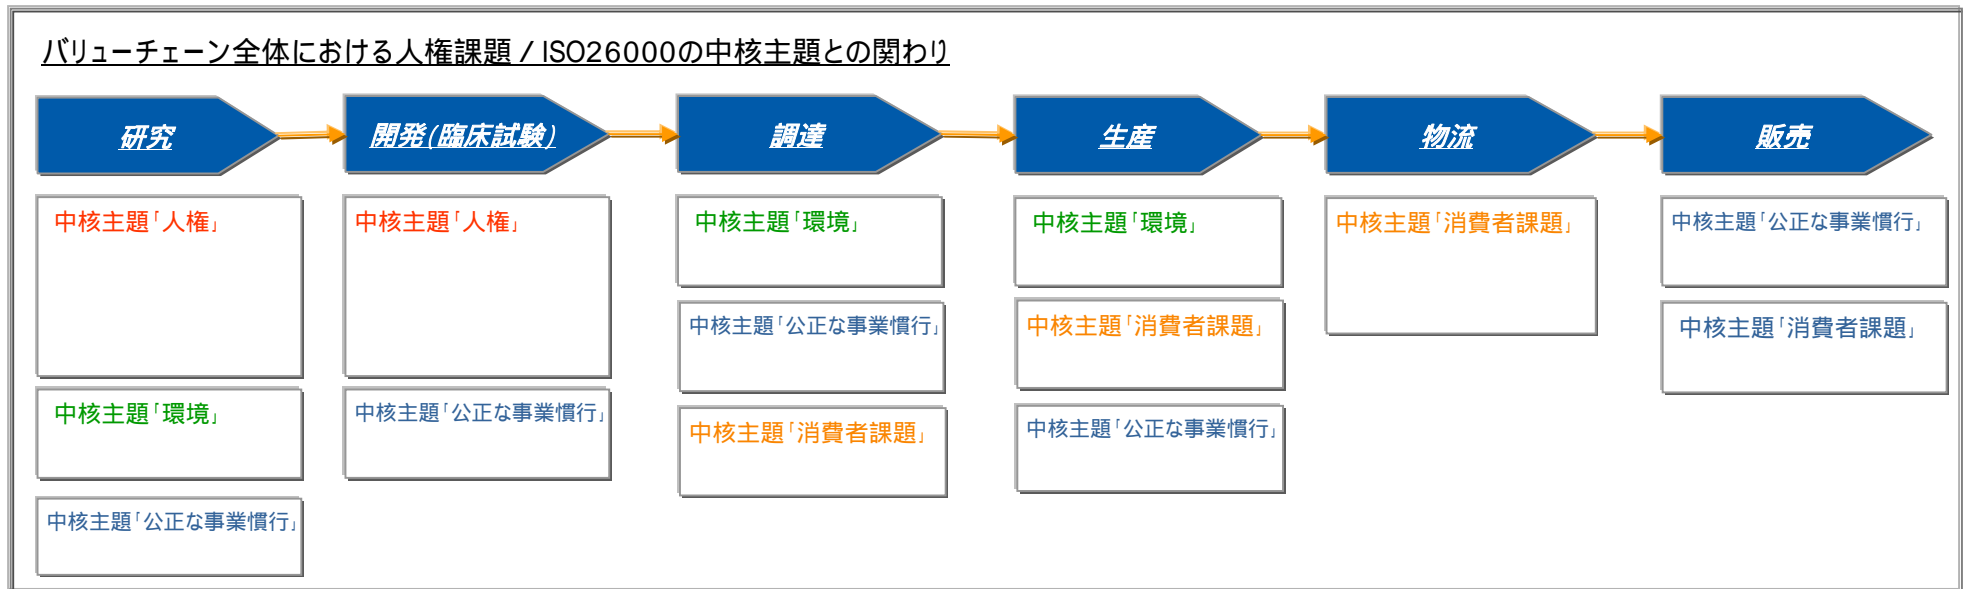 バリューチェーン全体における人権課題 / ISO26000の中核主題との関わり
研究
開発(臨床試験)
調達
生産
物流
販売
中核主題「人権」
中核主題「環境」
中核主題「公正な事業慣行」
中核主題「人権」
中核主題「公正な事業慣行」
中核主題「環境」
中核主題「公正な事業慣行」
中核主題「消費者課題」
中核主題「環境」
中核主題「消費者課題」
中核主題「公正な事業慣行」
中核主題「消費者課題」
中核主題「公正な事業慣行」
中核主題「消費者課題」